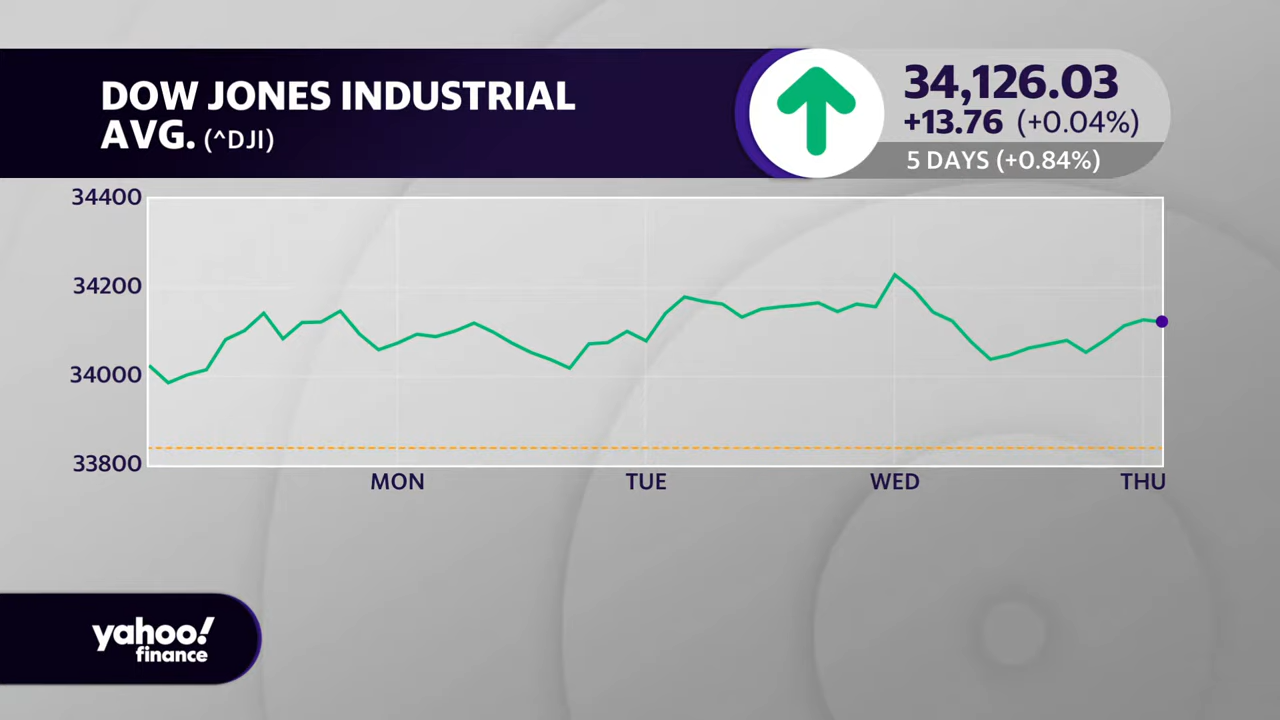 DOW JONES INDUSTRIAL
AVG. (^DJI)
34,126.03
+13.76 (+0.04%)
5 DAYS (+0.84%)
34400
34200
34000
33800
MON TUE WED THU
yahoo!
finance